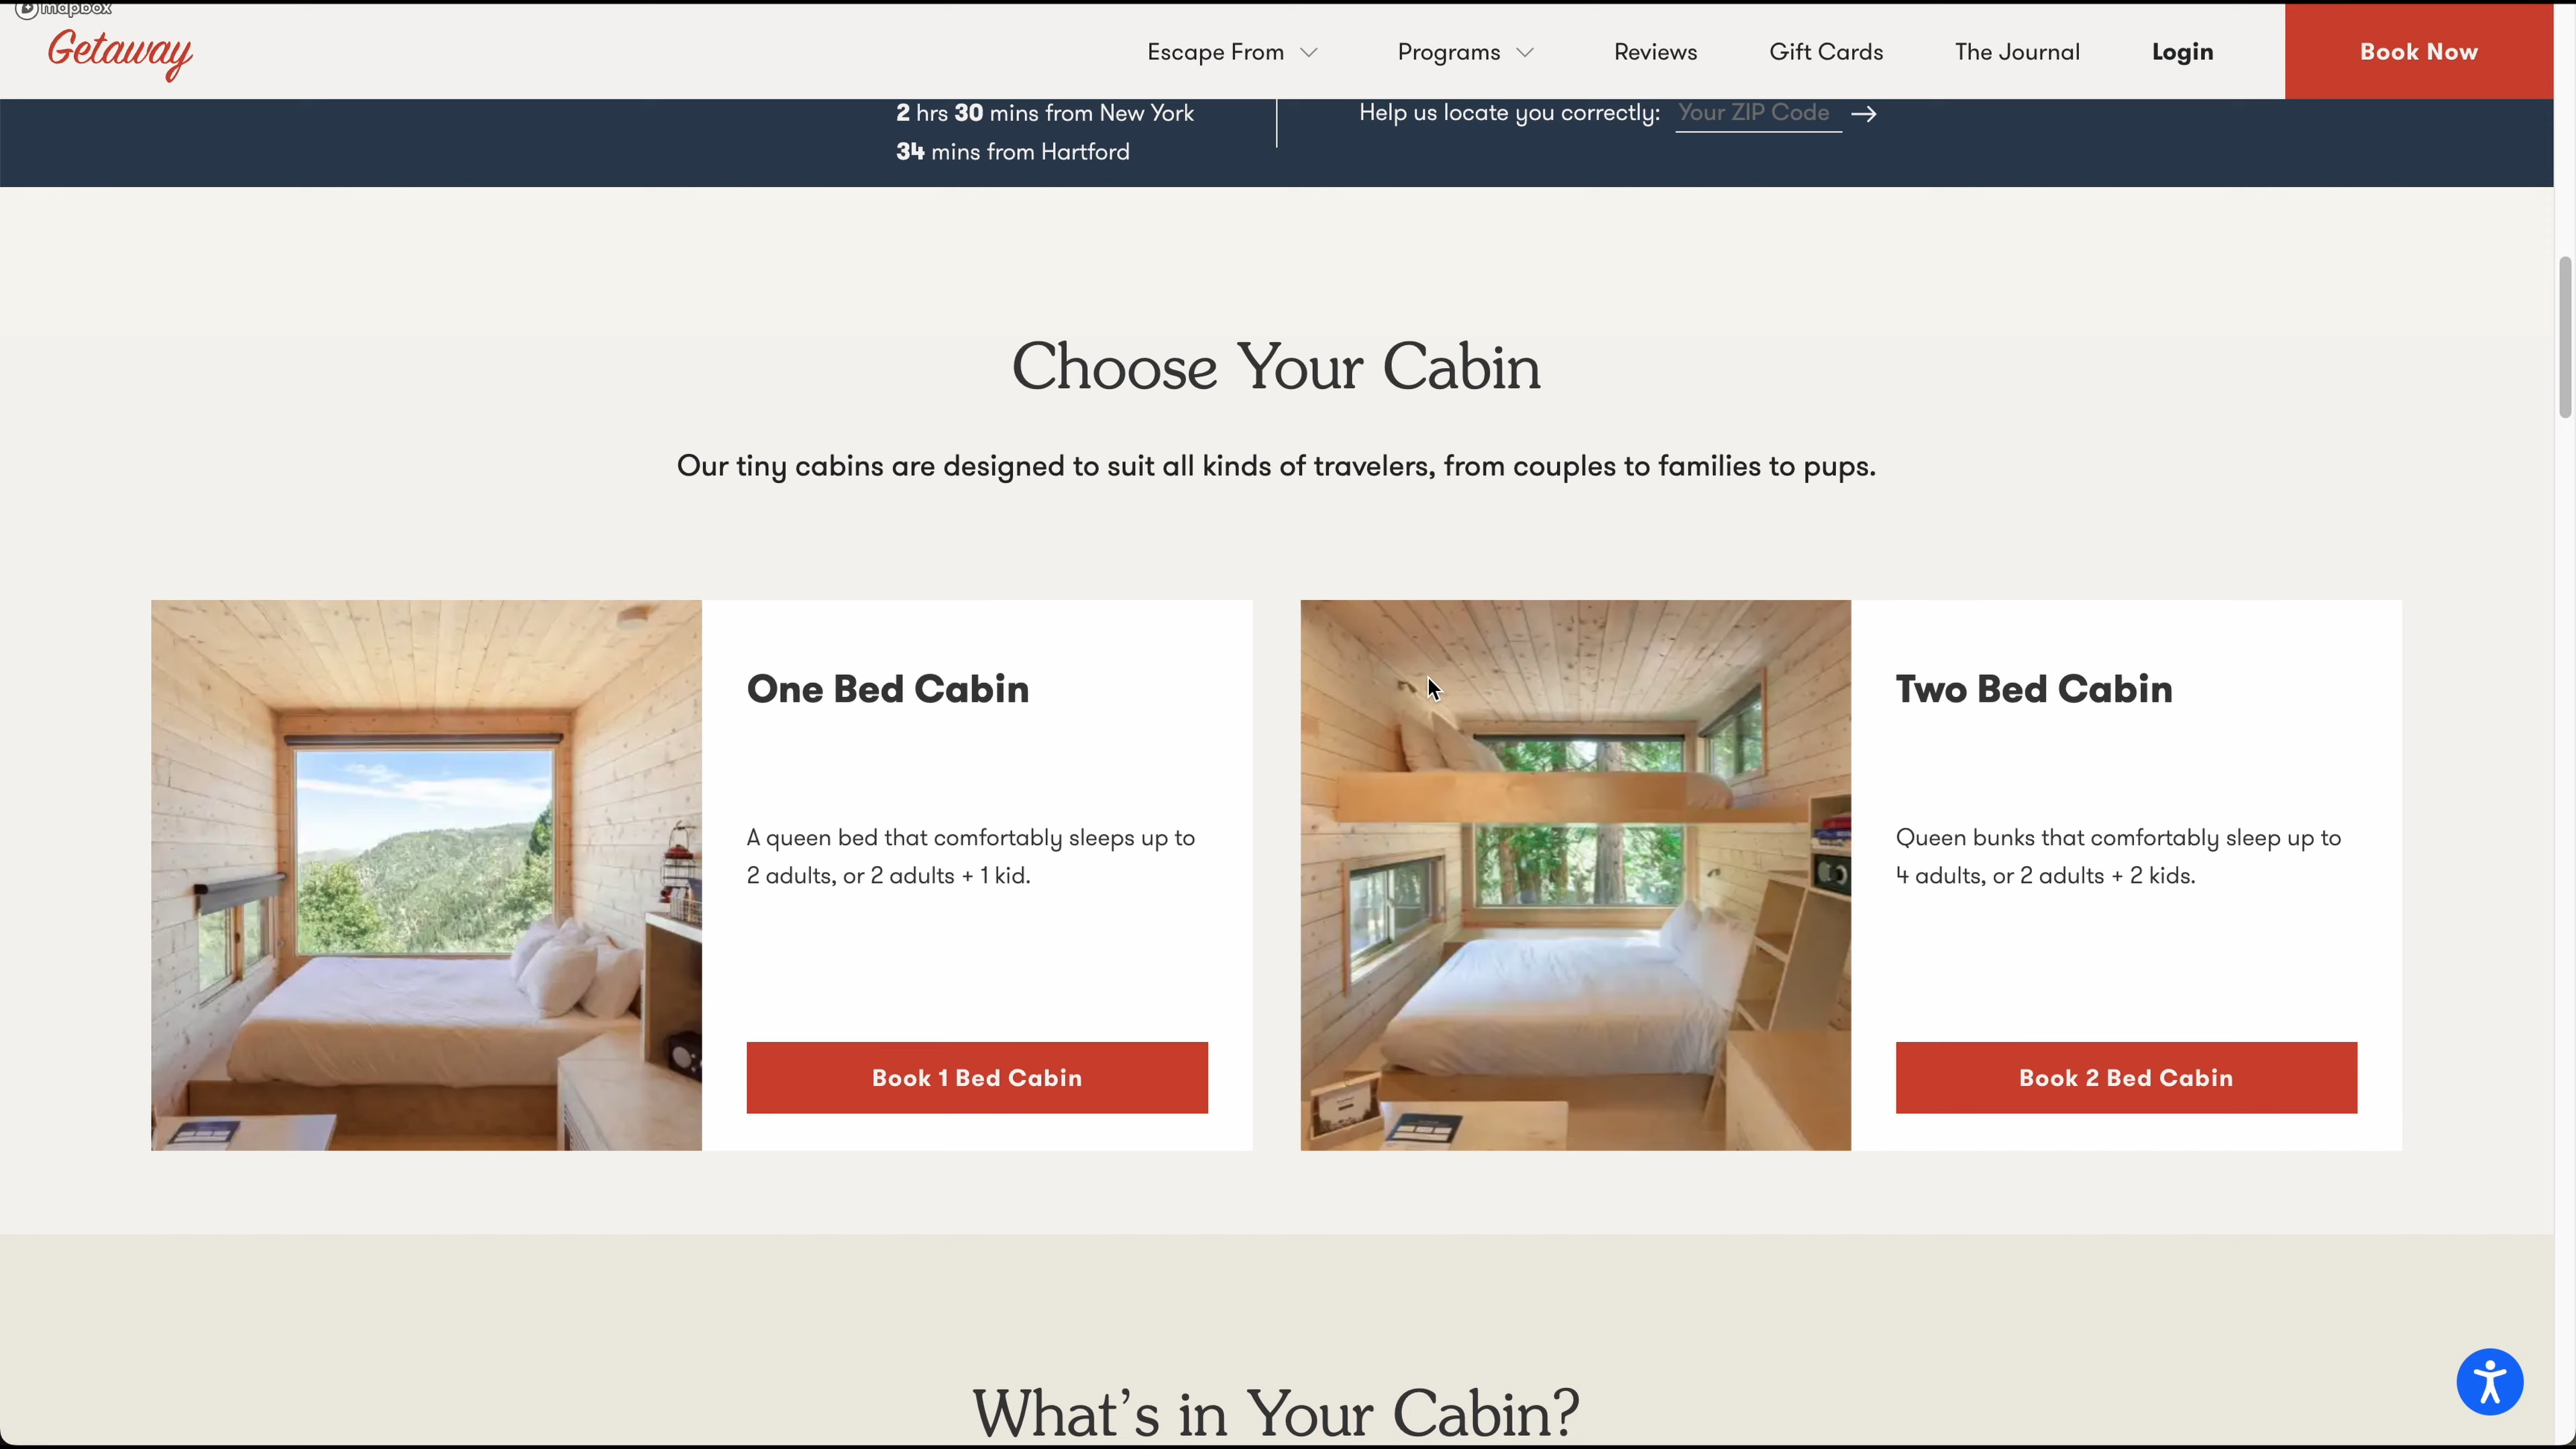 mapbox
Getaway
Escape From
Programs
Reviews
Gift Cards
The Journal
Login
Book Now
2 hrs 30 mins from New York
34 mins from Hartford
Help us locate you correctly:
Your ZIP Code
Choose Your Cabin
Our tiny cabins are designed to suit all kinds of travelers, from couples to families to pups.
One Bed Cabin
A queen bed that comfortably sleeps up to
2 adults, or 2 adults + 1 kid.
Book 1 Bed Cabin
Two Bed Cabin
Queen bunks that comfortably sleep up to
4 adults, or 2 adults + 2 kids.
Book 2 Bed Cabin
What's in Your Cabin?